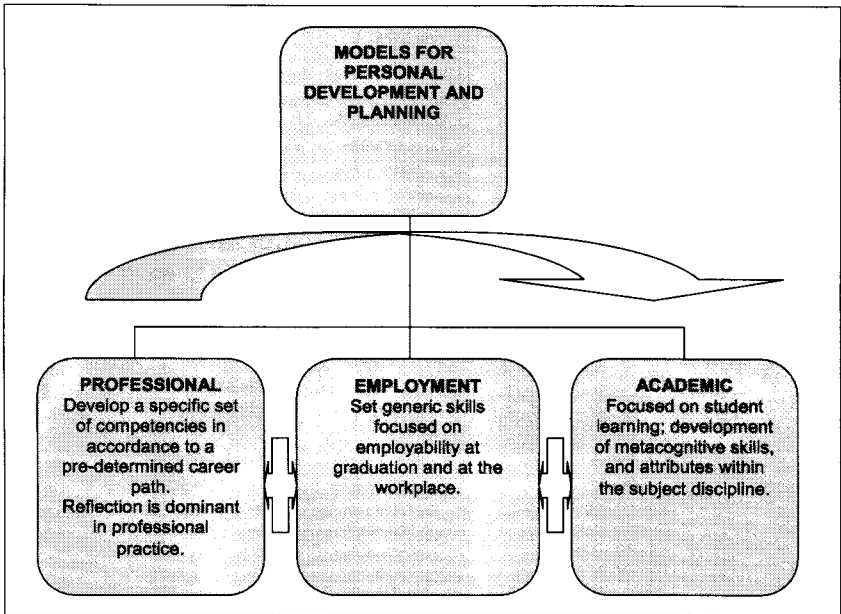 MODELS FOR
PERSONAL
DEVELOPMENT AND
PLANNING
PROFESSIONAL
Develop a specific set
of competencies in
accordance to a
pre-determined career
path.
Reflection is dominant
in professional
practice.
EMPLOYMENT
Set generic skills
focused on
employability at
graduation and at the
workplace.
ACADEMIC
Focused on student
learning; development
of metacognitive skills,
and attributes within
the subject discipline.